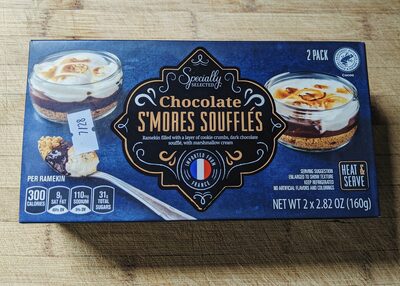 Specially
SELECTED
2 PACK
Cocoa
Chocolate
S'MORES SOUFFLÉS
Ramekin filled with a layer of cookie crumbs, dark chocolate
soufflé, with marshmallow cream
7/28
IMPORTED FROM
FRANCE
PER RAMEKIN
300
CALORIES
9g
SAT FAT
110mg
SODIUM
31g
TOTAL
SUGARS
SERVING SUGGESTION
ENLARGED TO SHOW TEXTURE
KEEP REFRIGERATED
NO ARTIFICIAL FLAVORS AND COLORINGS
HEAT &
SERVE
NET WT 2 x 2.82 OZ (160g)